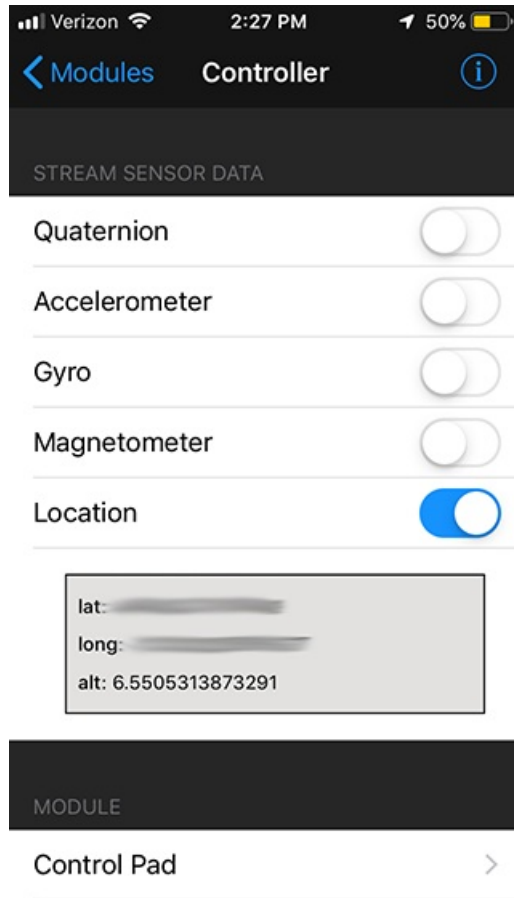 Verizon 2:27 PM 50%
Modules Controller i
STREAM SENSOR DATA
Quaternion
Accelerometer
Gyro
Magnetometer
Location
lat:
long:
alt: 6.5505313873291
MODULE
Control Pad